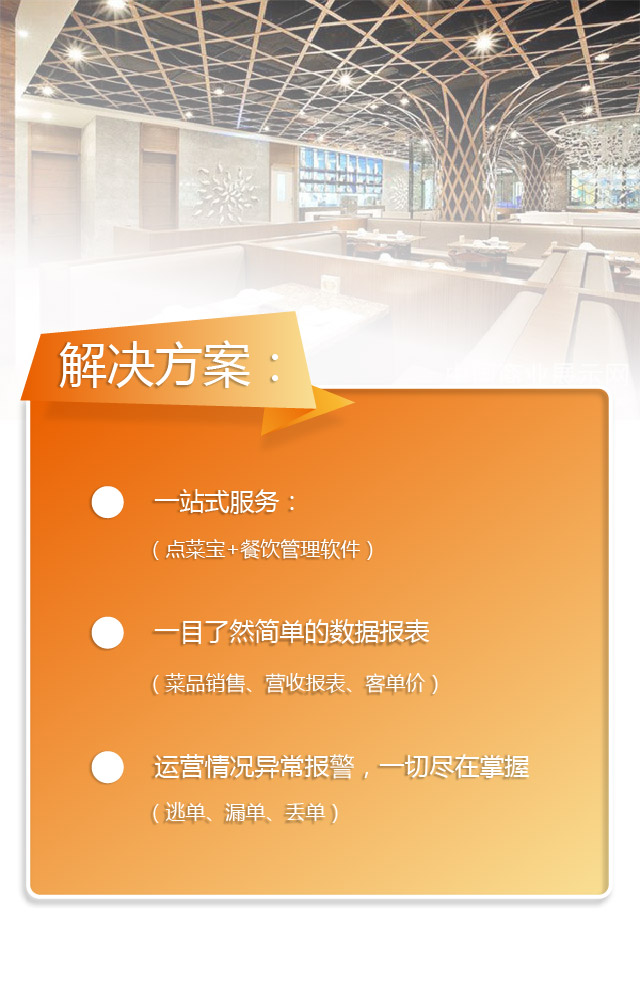 解决方案：
一站式服务：
（点菜宝+餐饮管理软件）
一目了然简单的数据报表
（菜品销售、营收报表、客单价）
运营情况异常报警，一切尽在掌握
（逃单、漏单、丢单）